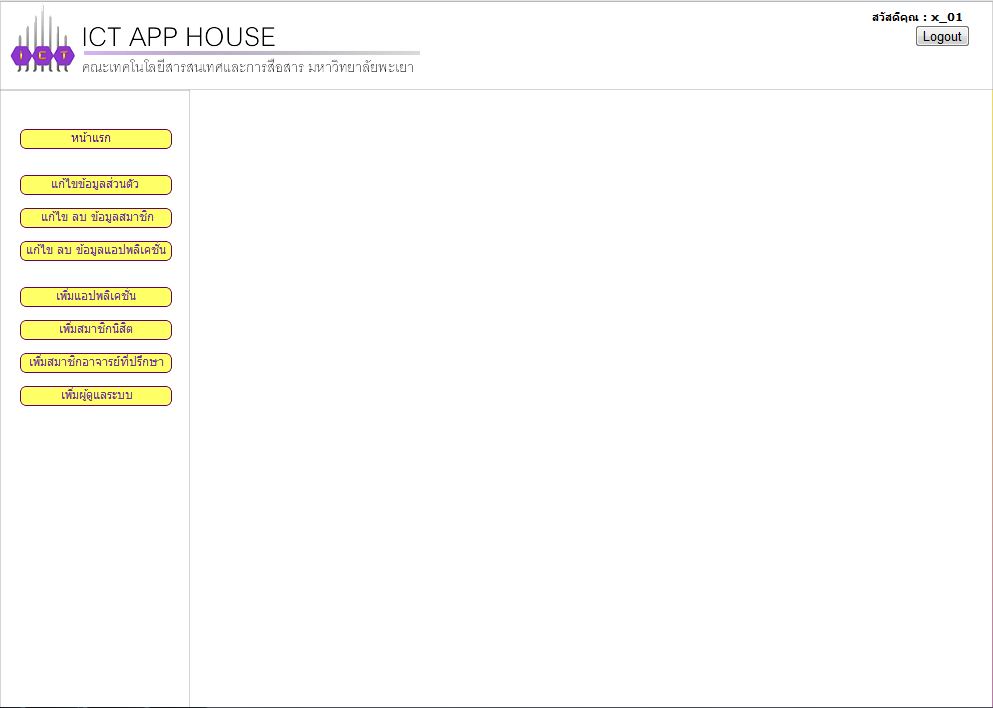 ICT APP HOUSE
คณะเทคโนโลยีสารสนเทศและการสื่อสาร มหาวิทยาลัยพะเยา
ICT
สวัสดีคุณ : x_01
Logout
หน้าแรก
แก้ไขข้อมูลส่วนตัว
แก้ไข ลบ ข้อมูลสมาชิก
แก้ไข ลบ ข้อมูลแอปพลิเคชั่น
เพิ่มแอปพลิเคชั่น
เพิ่มสมาชิกนิสิต
เพิ่มสมาชิกอาจารย์ที่ปรึกษา
เพิ่มผู้ดูแลระบบ